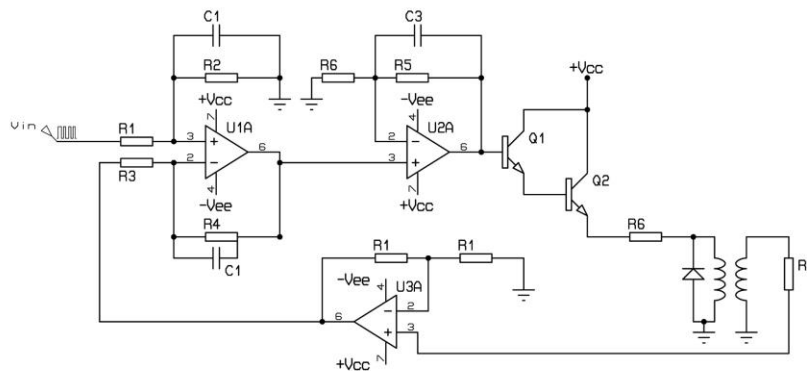 C1
C3
R2
R6
R5
+Vcc
+Vcc
-Vee
Vin
R1
7
U1A
4
U2A
Q1
3
+
6
2
-
6
R3
2
-
3
+
Q2
4
-Vee
7
+Vcc
R4
R6
C1
R1
R1
R
-Vee
4
U3A
6
-
2
+
3
+Vcc
7